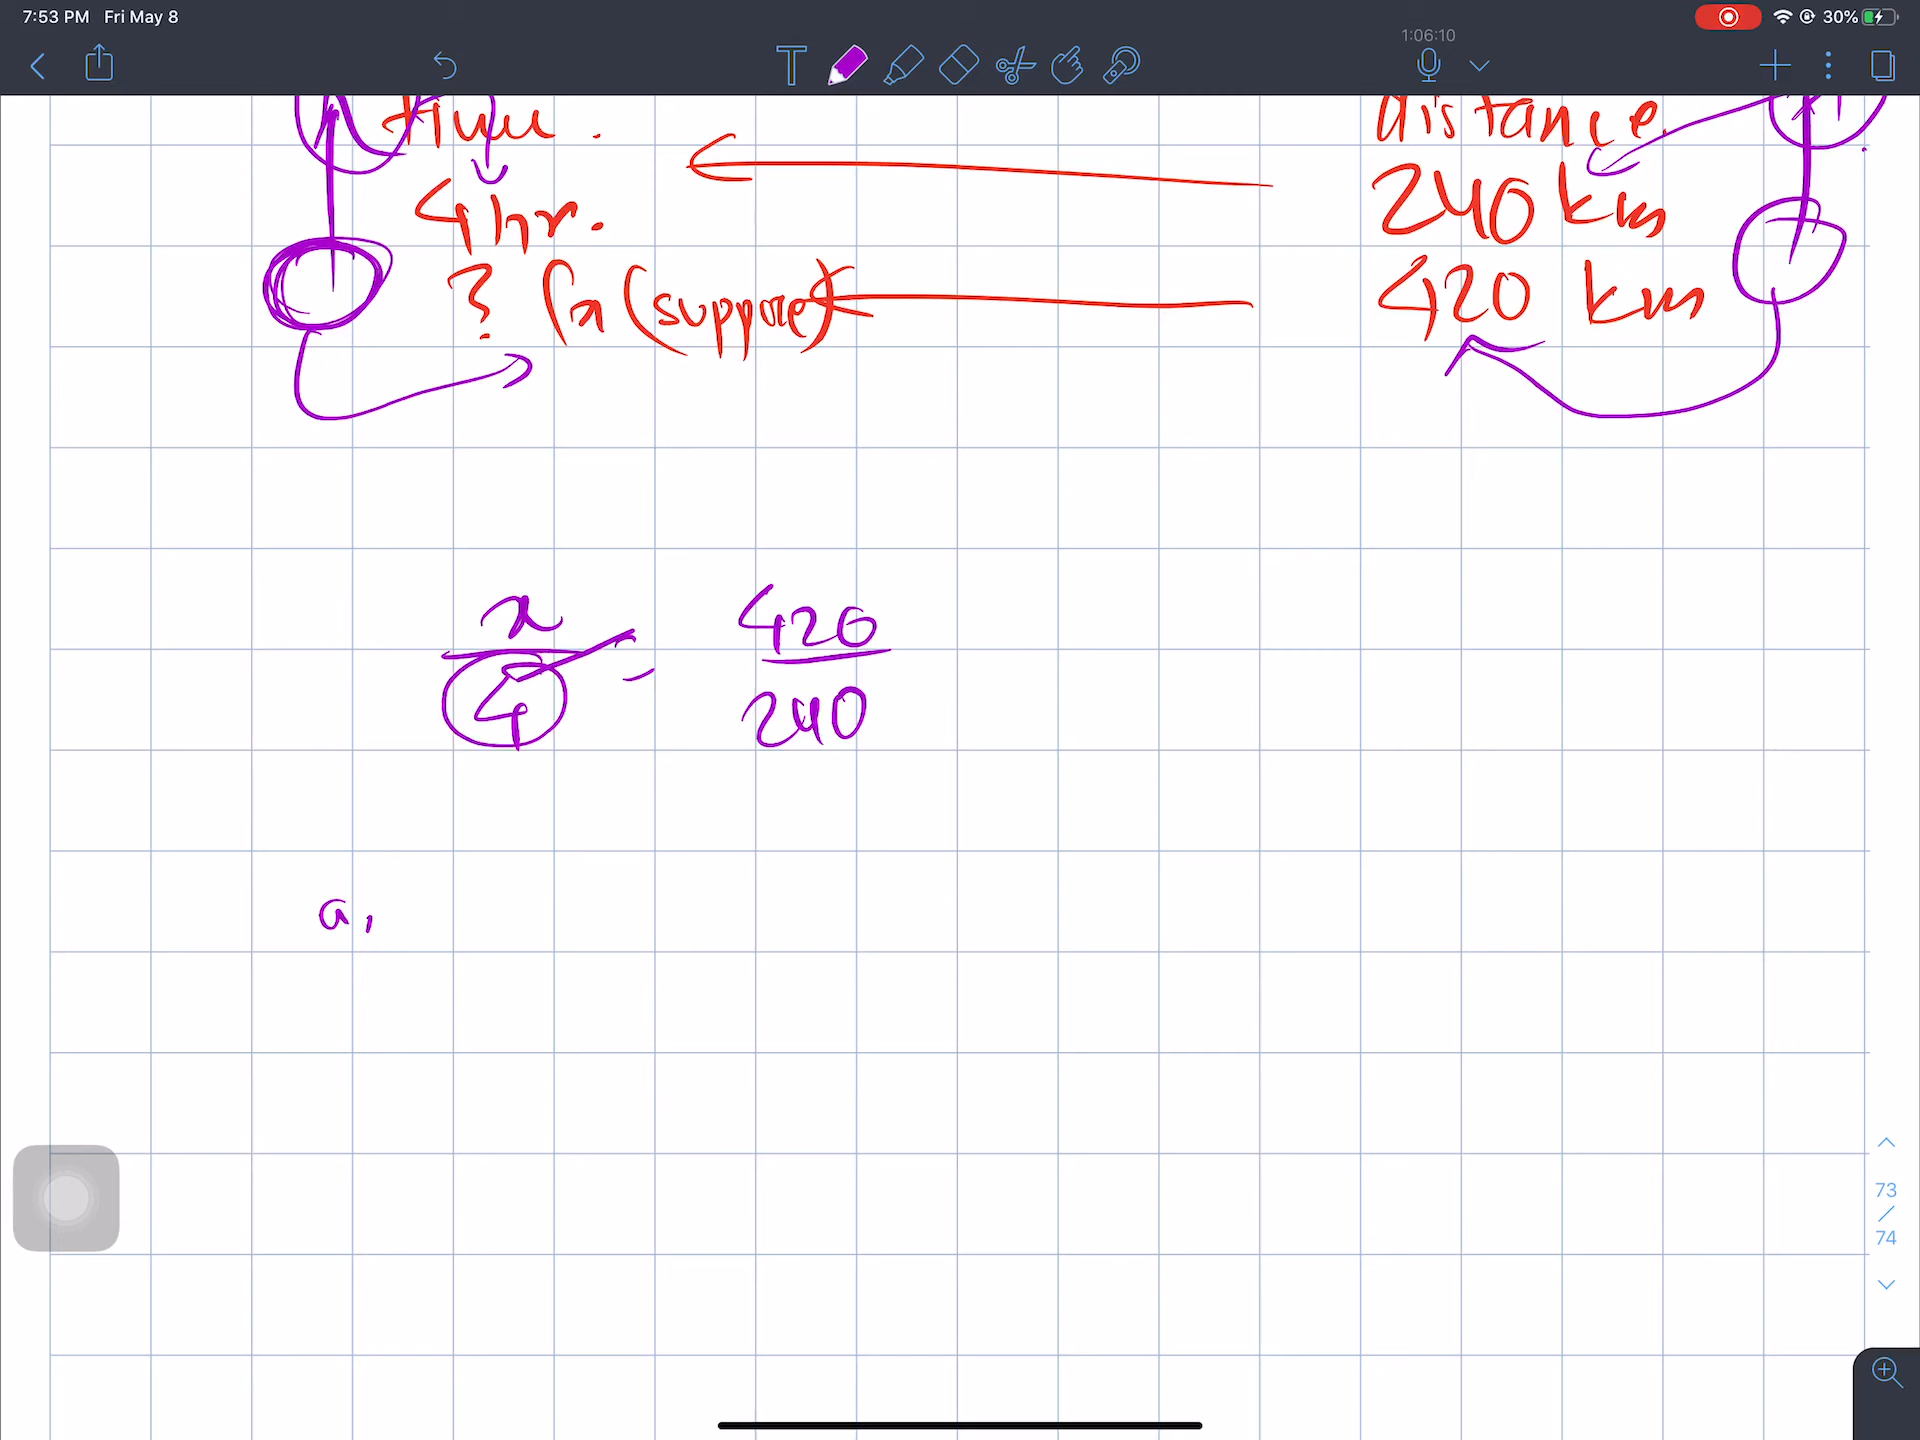 7:53 PM Fri May 8
30%
1:06:10
time. distance.
4 hr. 240 km
? (x (suppose) 420 km
x/4 = 420/240
a,
73
/
74